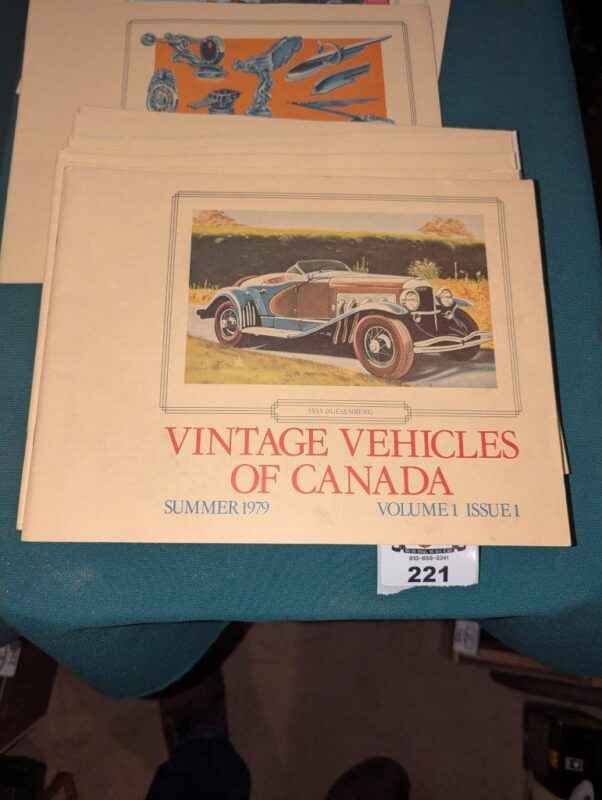 VINTAGE VEHICLES
OF CANADA
SUMMER 1979
VOLUME 1 ISSUE 1
221